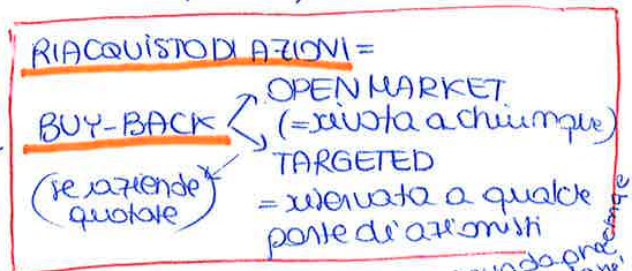 RIACQUISTO DI AZIONI =
BUY-BACK
OPEN MARKET
(= rivolta a chiunque)
(se aziende quotate)
TARGETED
= riservata a qualche
parte di azionisti